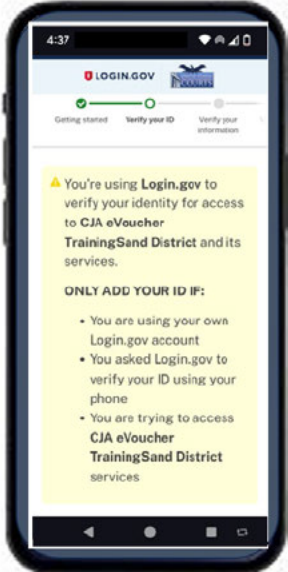 4:37
LOGIN.GOV
Getting started
Verify your ID
Verify your
information
You're using Login.gov to
verify your identity for access
to CJA eVoucher
TrainingSand District and its
services.
ONLY ADD YOUR ID IF:
• You are using your own
Login.gov account
• You asked Login.gov to
verify your ID using your
phone
• You are trying to access
CJA eVoucher
TrainingSand District
services